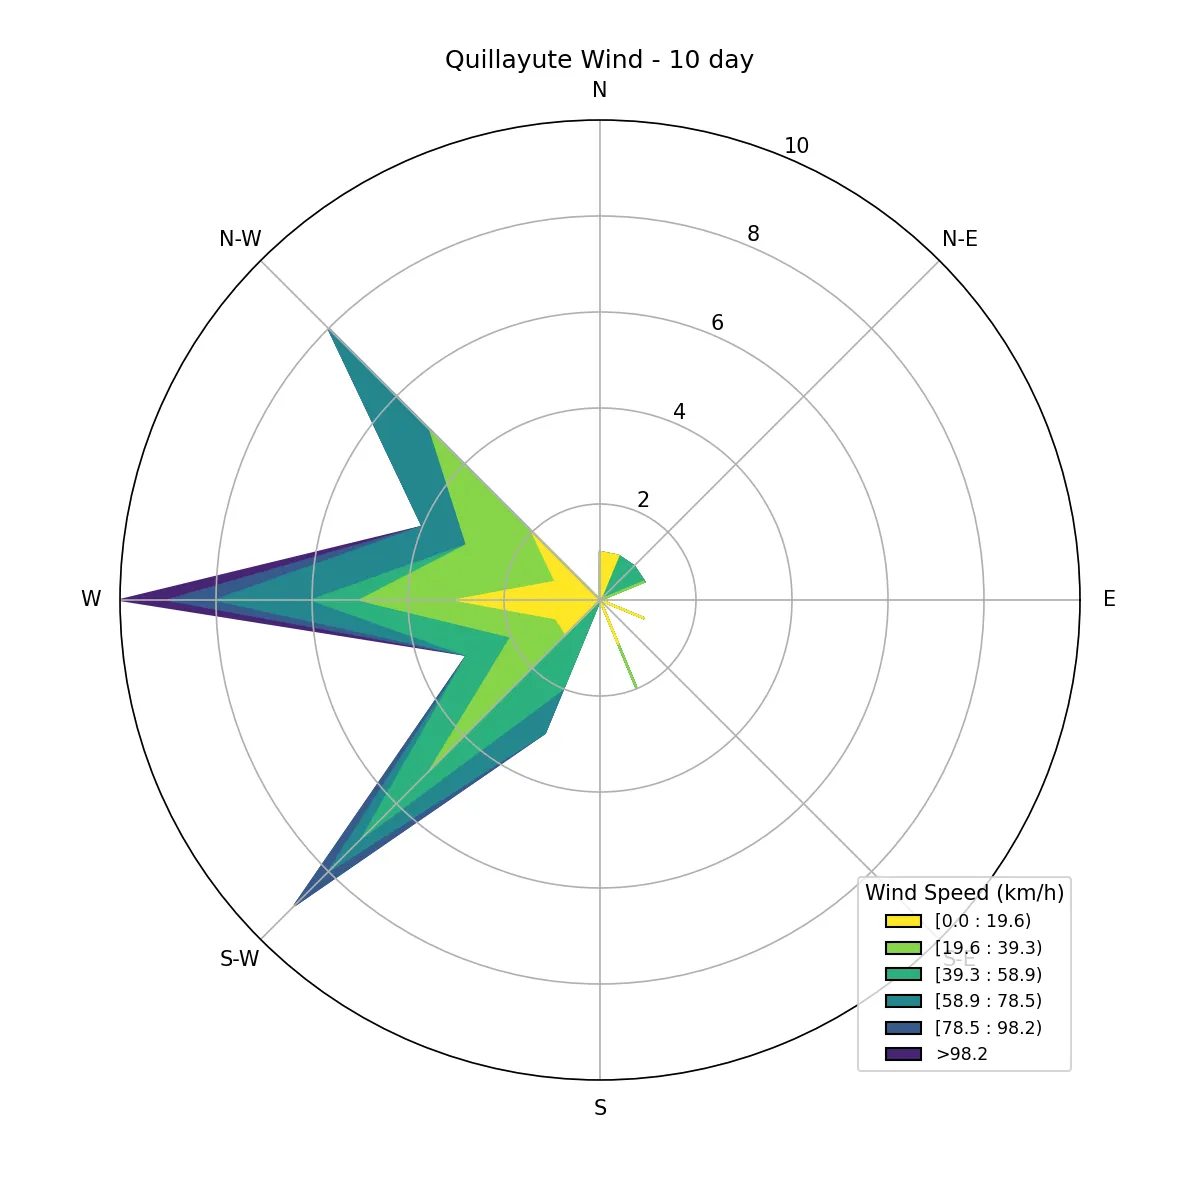 Quillayute Wind - 10 day
N
10
N-W
8
N-E
6
4
2
W
E
Wind Speed (km/h)
[0.0 : 19.6)
[19.6 : 39.3)
S-W
S-E
[39.3 : 58.9)
[58.9 : 78.5)
[78.5 : 98.2)
>98.2
S